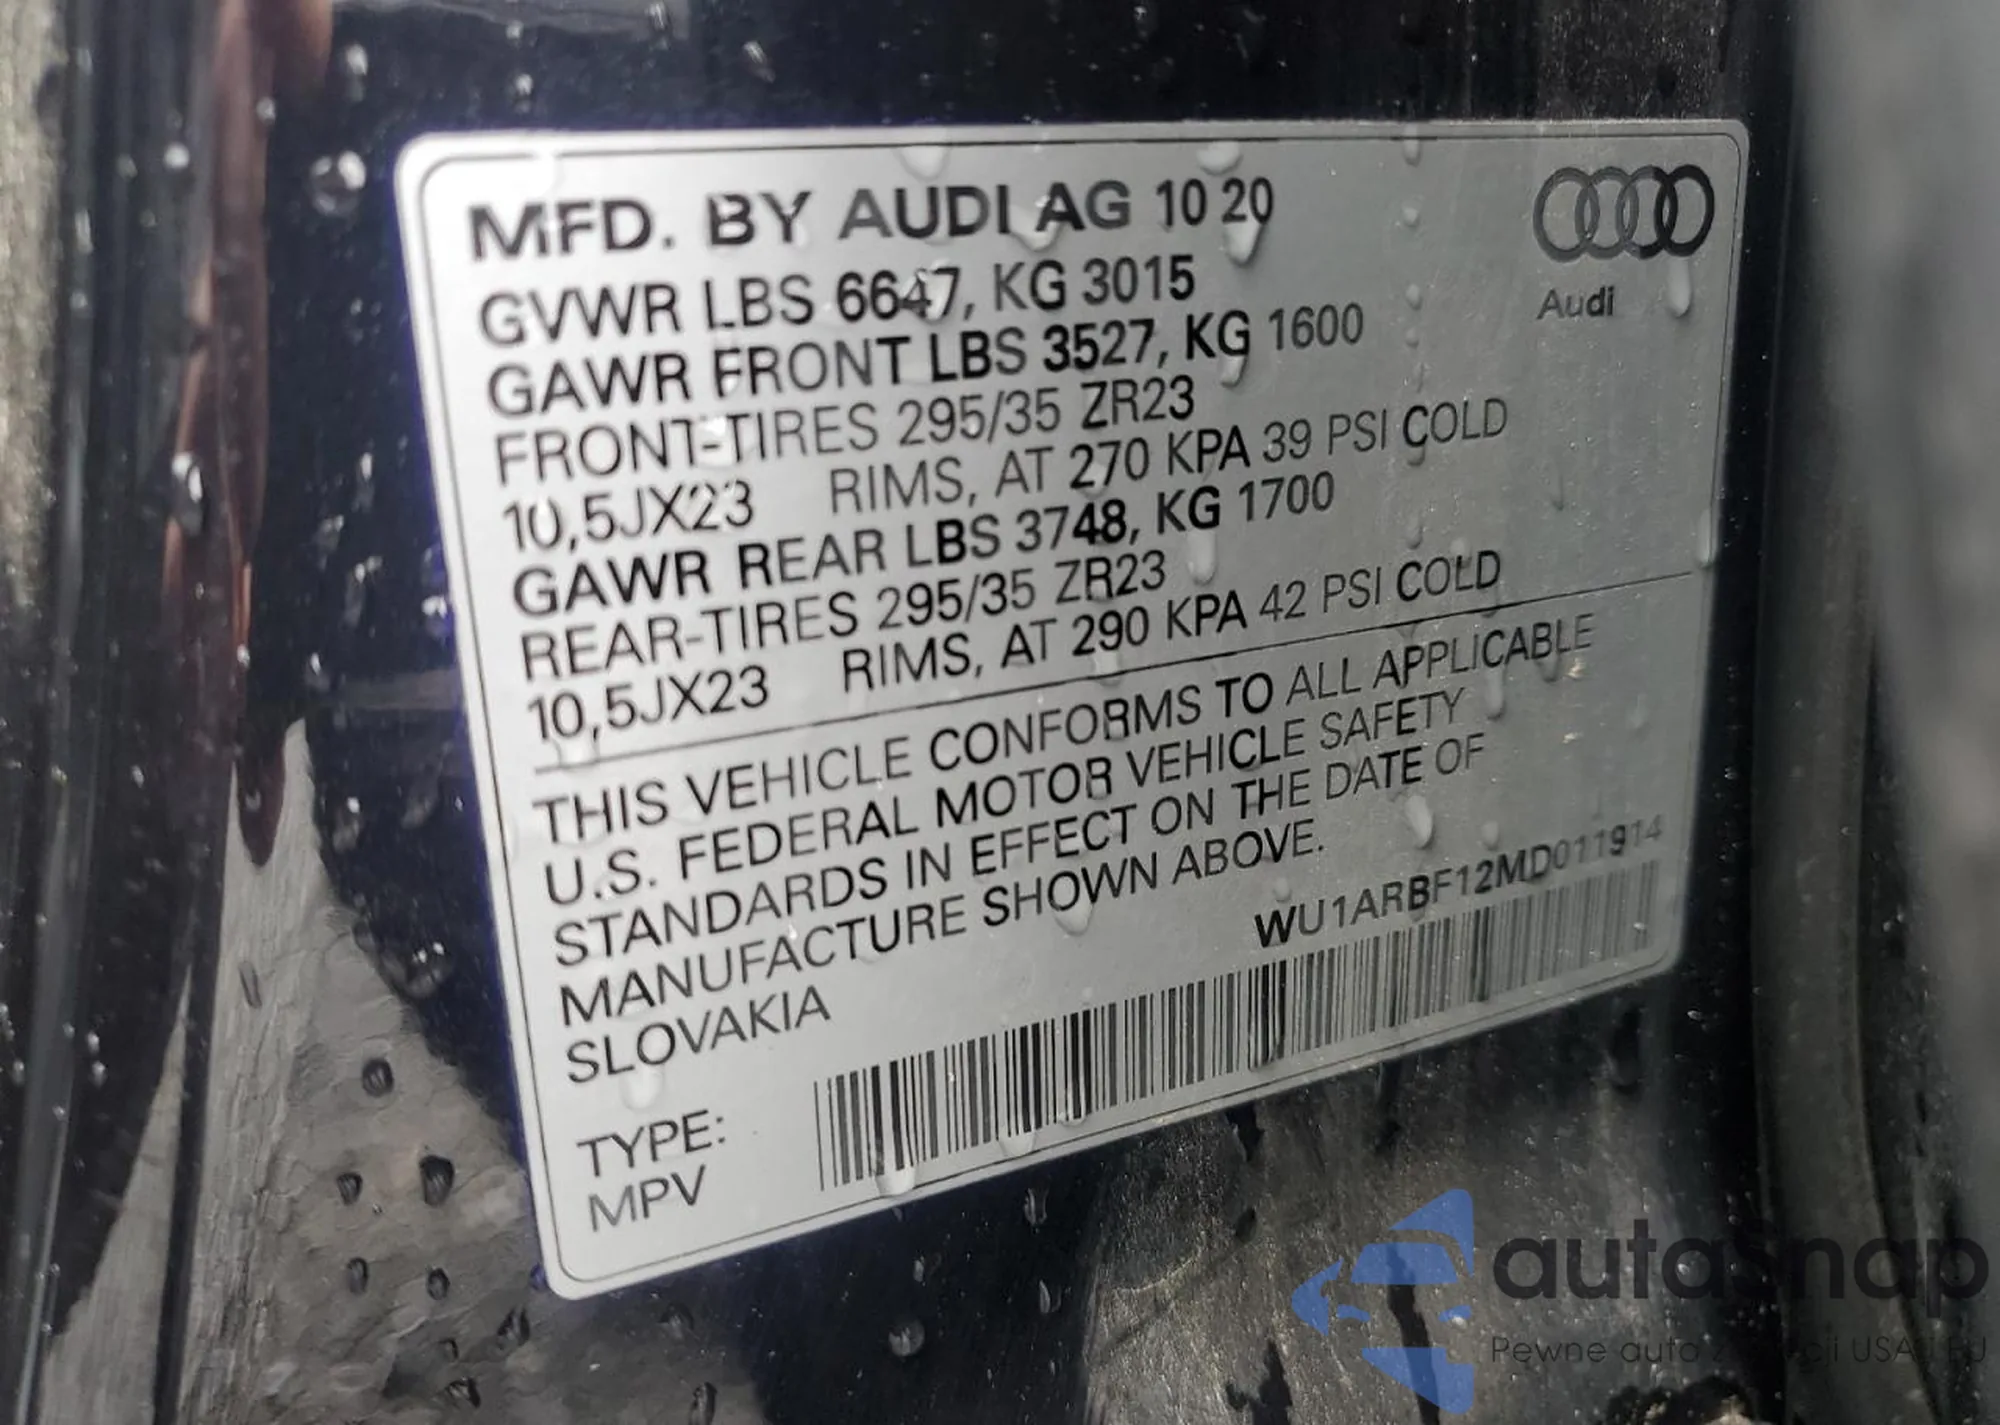 MFD. BY AUDI AG 10 20
GVWR LBS 6647, KG 3015
GAWR FRONT LBS 3527, KG 1600
FRONT-TIRES 295/35 ZR23
10,5JX23 RIMS, AT 270 KPA 39 PSI COLD
GAWR REAR LBS 3748, KG 1700
REAR-TIRES 295/35 ZR23
10,5JX23 RIMS, AT 290 KPA 42 PSI COLD
Audi
THIS VEHICLE CONFORMS TO ALL APPLICABLE
U.S. FEDERAL MOTOR VEHICLE SAFETY
STANDARDS IN EFFECT ON THE DATE OF
MANUFACTURE SHOWN ABOVE.
SLOVAKIA
WU1ARBF12MD011914
TYPE:
MPV
autasnap
Pewne auto z USA